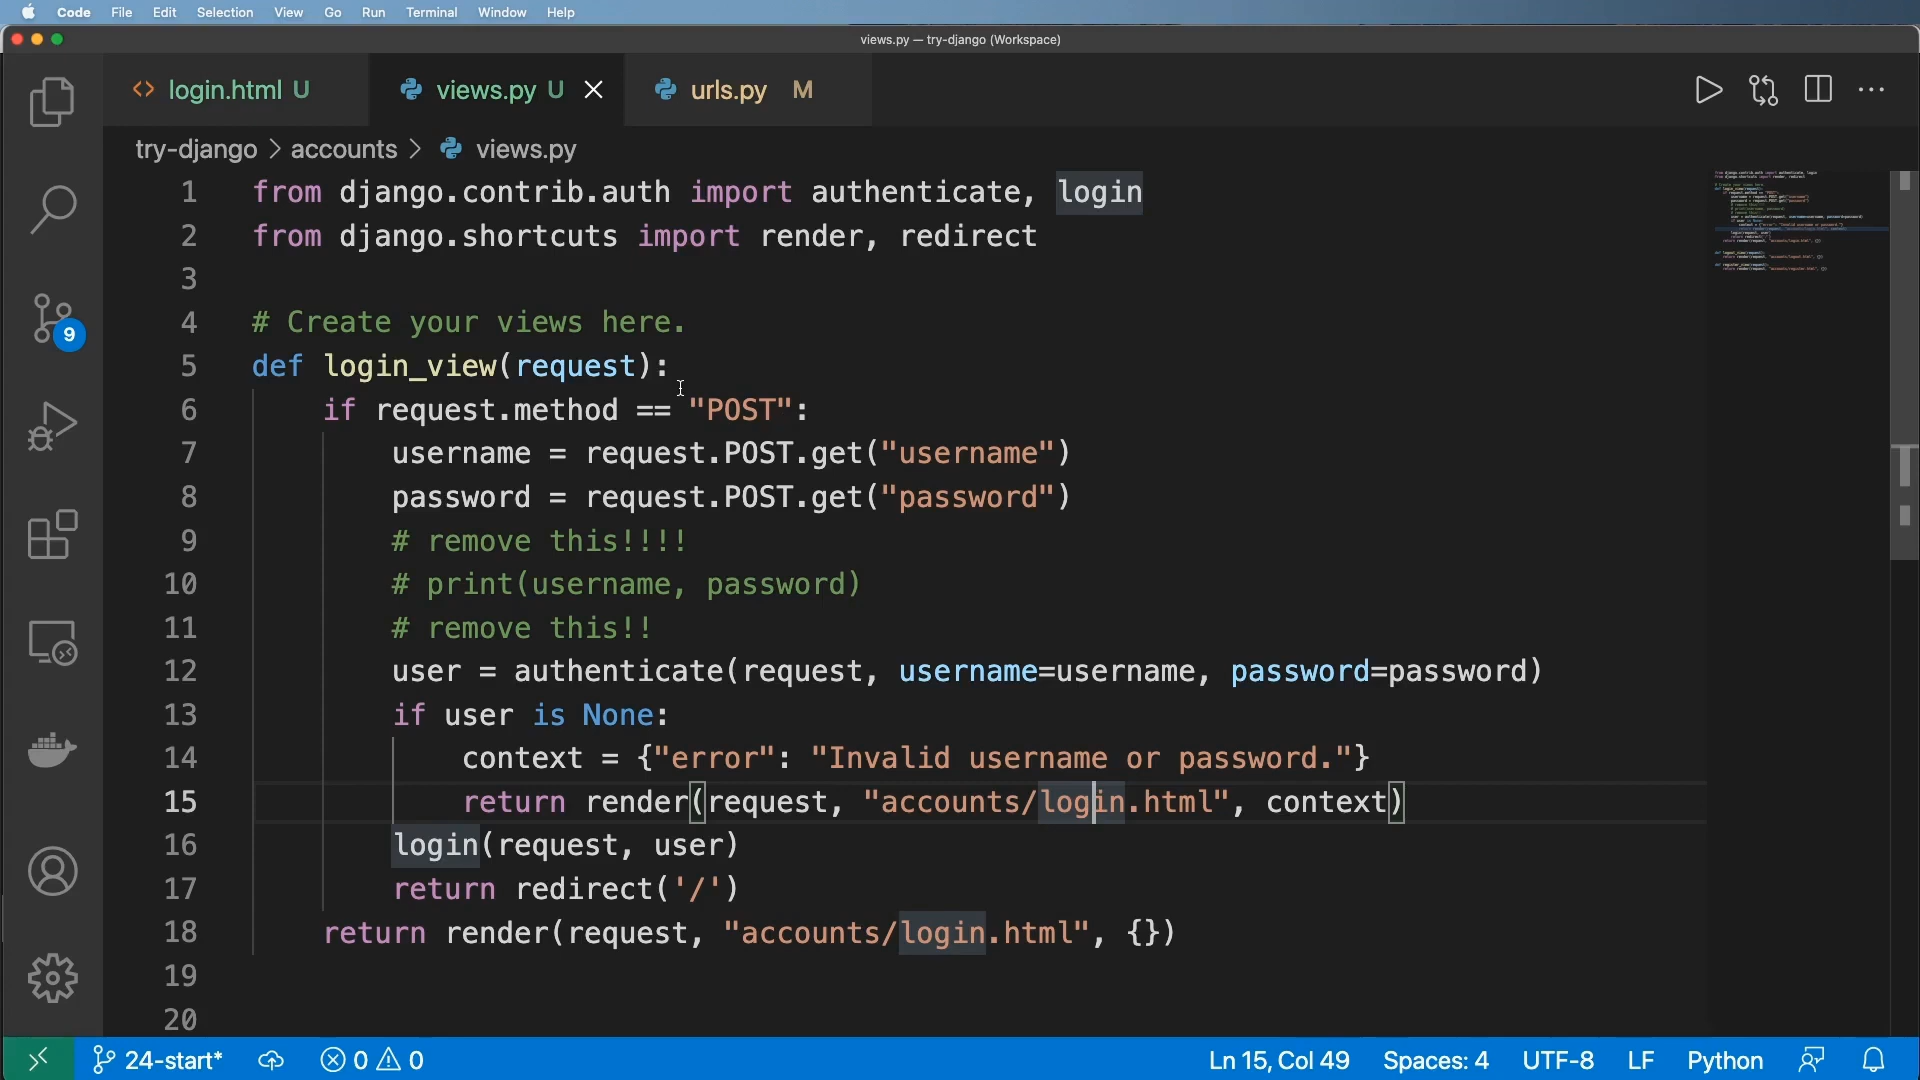 Code File Edit Selection View Go Run Terminal Window Help
views.py — try-django (Workspace)
login.html U views.py U urls.py M
try-django > accounts > views.py
1 from django.contrib.auth import authenticate, login
2 from django.shortcuts import render, redirect
3
4 # Create your views here.
5 def login_view(request):
6 if request.method == "POST":
7 username = request.POST.get("username")
8 password = request.POST.get("password")
9 # remove this!!!!
10 # print(username, password)
11 # remove this!!
12 user = authenticate(request, username=username, password=password)
13 if user is None:
14 context = {"error": "Invalid username or password."}
15 return render(request, "accounts/login.html", context)
16 login(request, user)
17 return redirect('/')
18 return render(request, "accounts/login.html", {})
19
20
9
24-start* 0 0 Ln 15, Col 49 Spaces: 4 UTF-8 LF Python